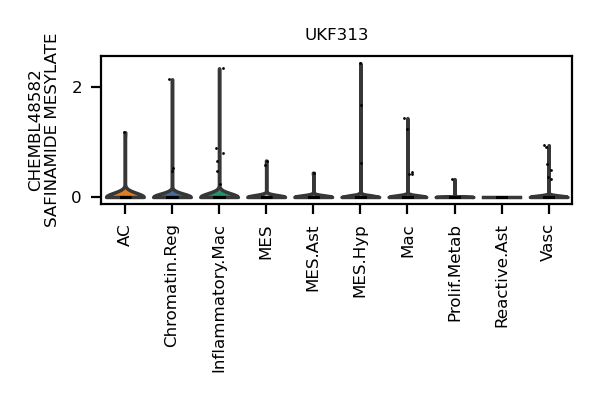 UKF313
CHEMBL48582
SAFINAMIDE MESYLATE
2
0
AC
Chromatin.Reg
Inflammatory.Mac
MES
MES.Ast
MES.Hyp
Mac
Prolif.Metab
Reactive.Ast
Vasc